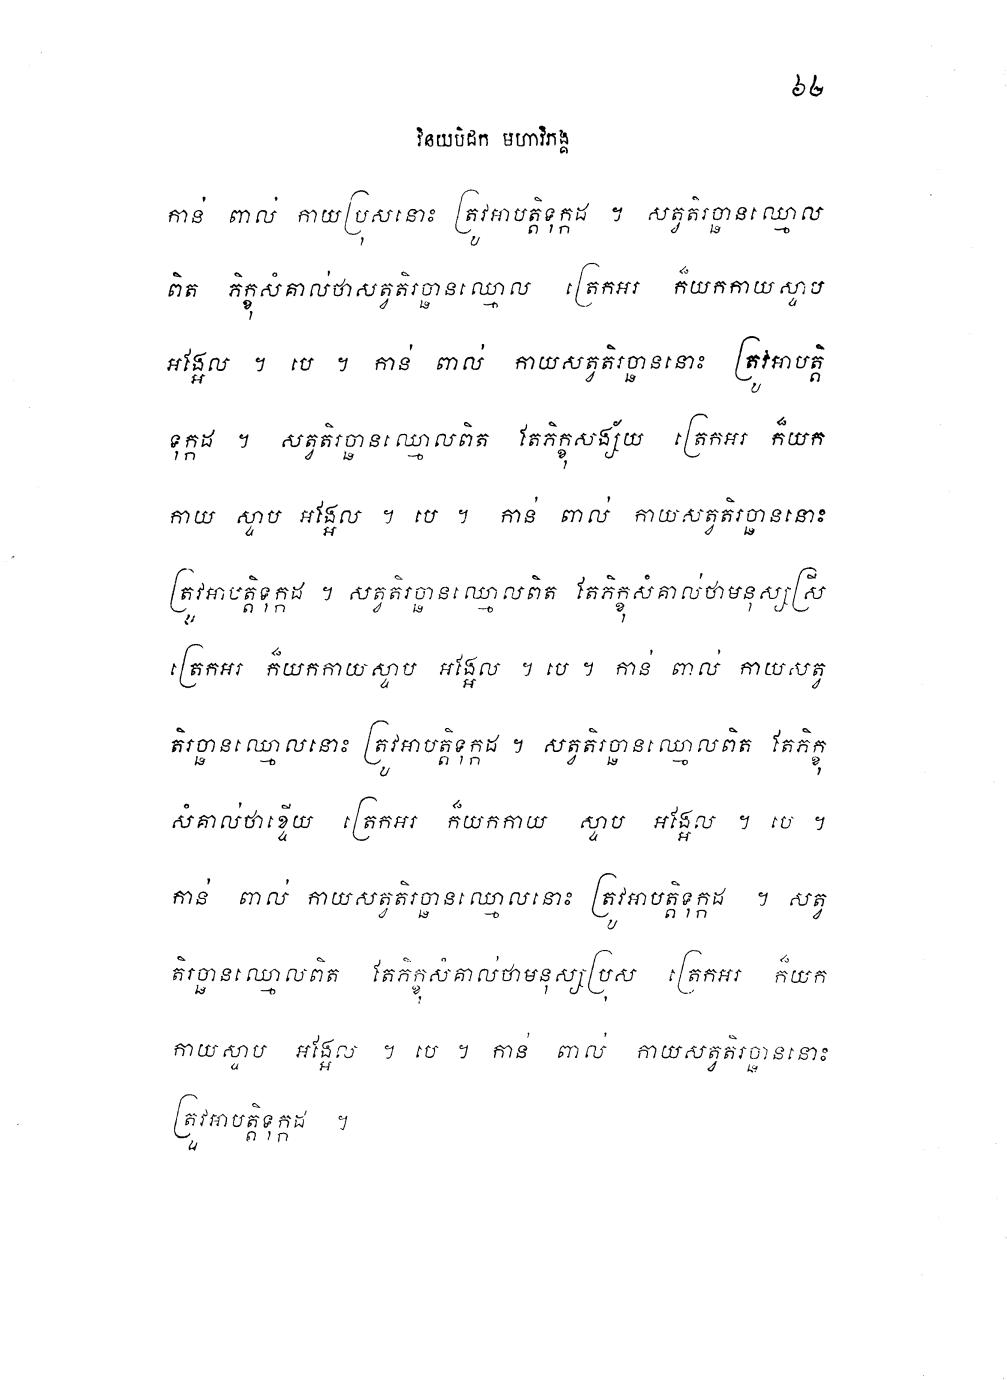 ៦២
វិនយបិដក មហាវិភង្គ
កាន់ ពាល់ កាយប្រុសនោះ ត្រូវអាបត្តិទុក្កដ ។ សត្វតិរច្ឆានឈ្មោល
ពិត ភិក្ខុសំគាល់ថាសត្វតិរច្ឆានឈ្មោល ត្រេកអរ ក៏យកកាយស្ទាប
អង្អែល ។ បេ ។ កាន់ ពាល់ កាយសត្វតិរច្ឆាននោះ ត្រូវអាបត្តិ
ទុក្កដ ។ សត្វតិរច្ឆានឈ្មោលពិត តែភិក្ខុសង្ស័យ ត្រេកអរ ក៏យក
កាយ ស្ទាប អង្អែល ។ បេ ។ កាន់ ពាល់ កាយសត្វតិរច្ឆាននោះ
ត្រូវអាបត្តិទុក្កដ ។ សត្វតិរច្ឆានឈ្មោលពិត តែភិក្ខុសំគាល់ថាមនុស្សស្រី
ត្រេកអរ ក៏យកកាយស្ទាប អង្អែល ។ បេ ។ កាន់ ពាល់ កាយសត្វ
តិរច្ឆានឈ្មោលនោះ ត្រូវអាបត្តិទុក្កដ ។ សត្វតិរច្ឆានឈ្មោលពិត តែភិក្ខុ
សំគាល់ថាខ្ទើយ ត្រេកអរ ក៏យកកាយ ស្ទាប អង្អែល ។ បេ ។
កាន់ ពាល់ កាយសត្វតិរច្ឆានឈ្មោលនោះ ត្រូវអាបត្តិទុក្កដ ។ សត្វ
តិរច្ឆានឈ្មោលពិត តែភិក្ខុសំគាល់ថាមនុស្សប្រុស ត្រេកអរ ក៏យក
កាយស្ទាប អង្អែល ។ បេ ។ កាន់ ពាល់ កាយសត្វតិរច្ឆាននោះ
ត្រូវអាបត្តិទុក្កដ ។